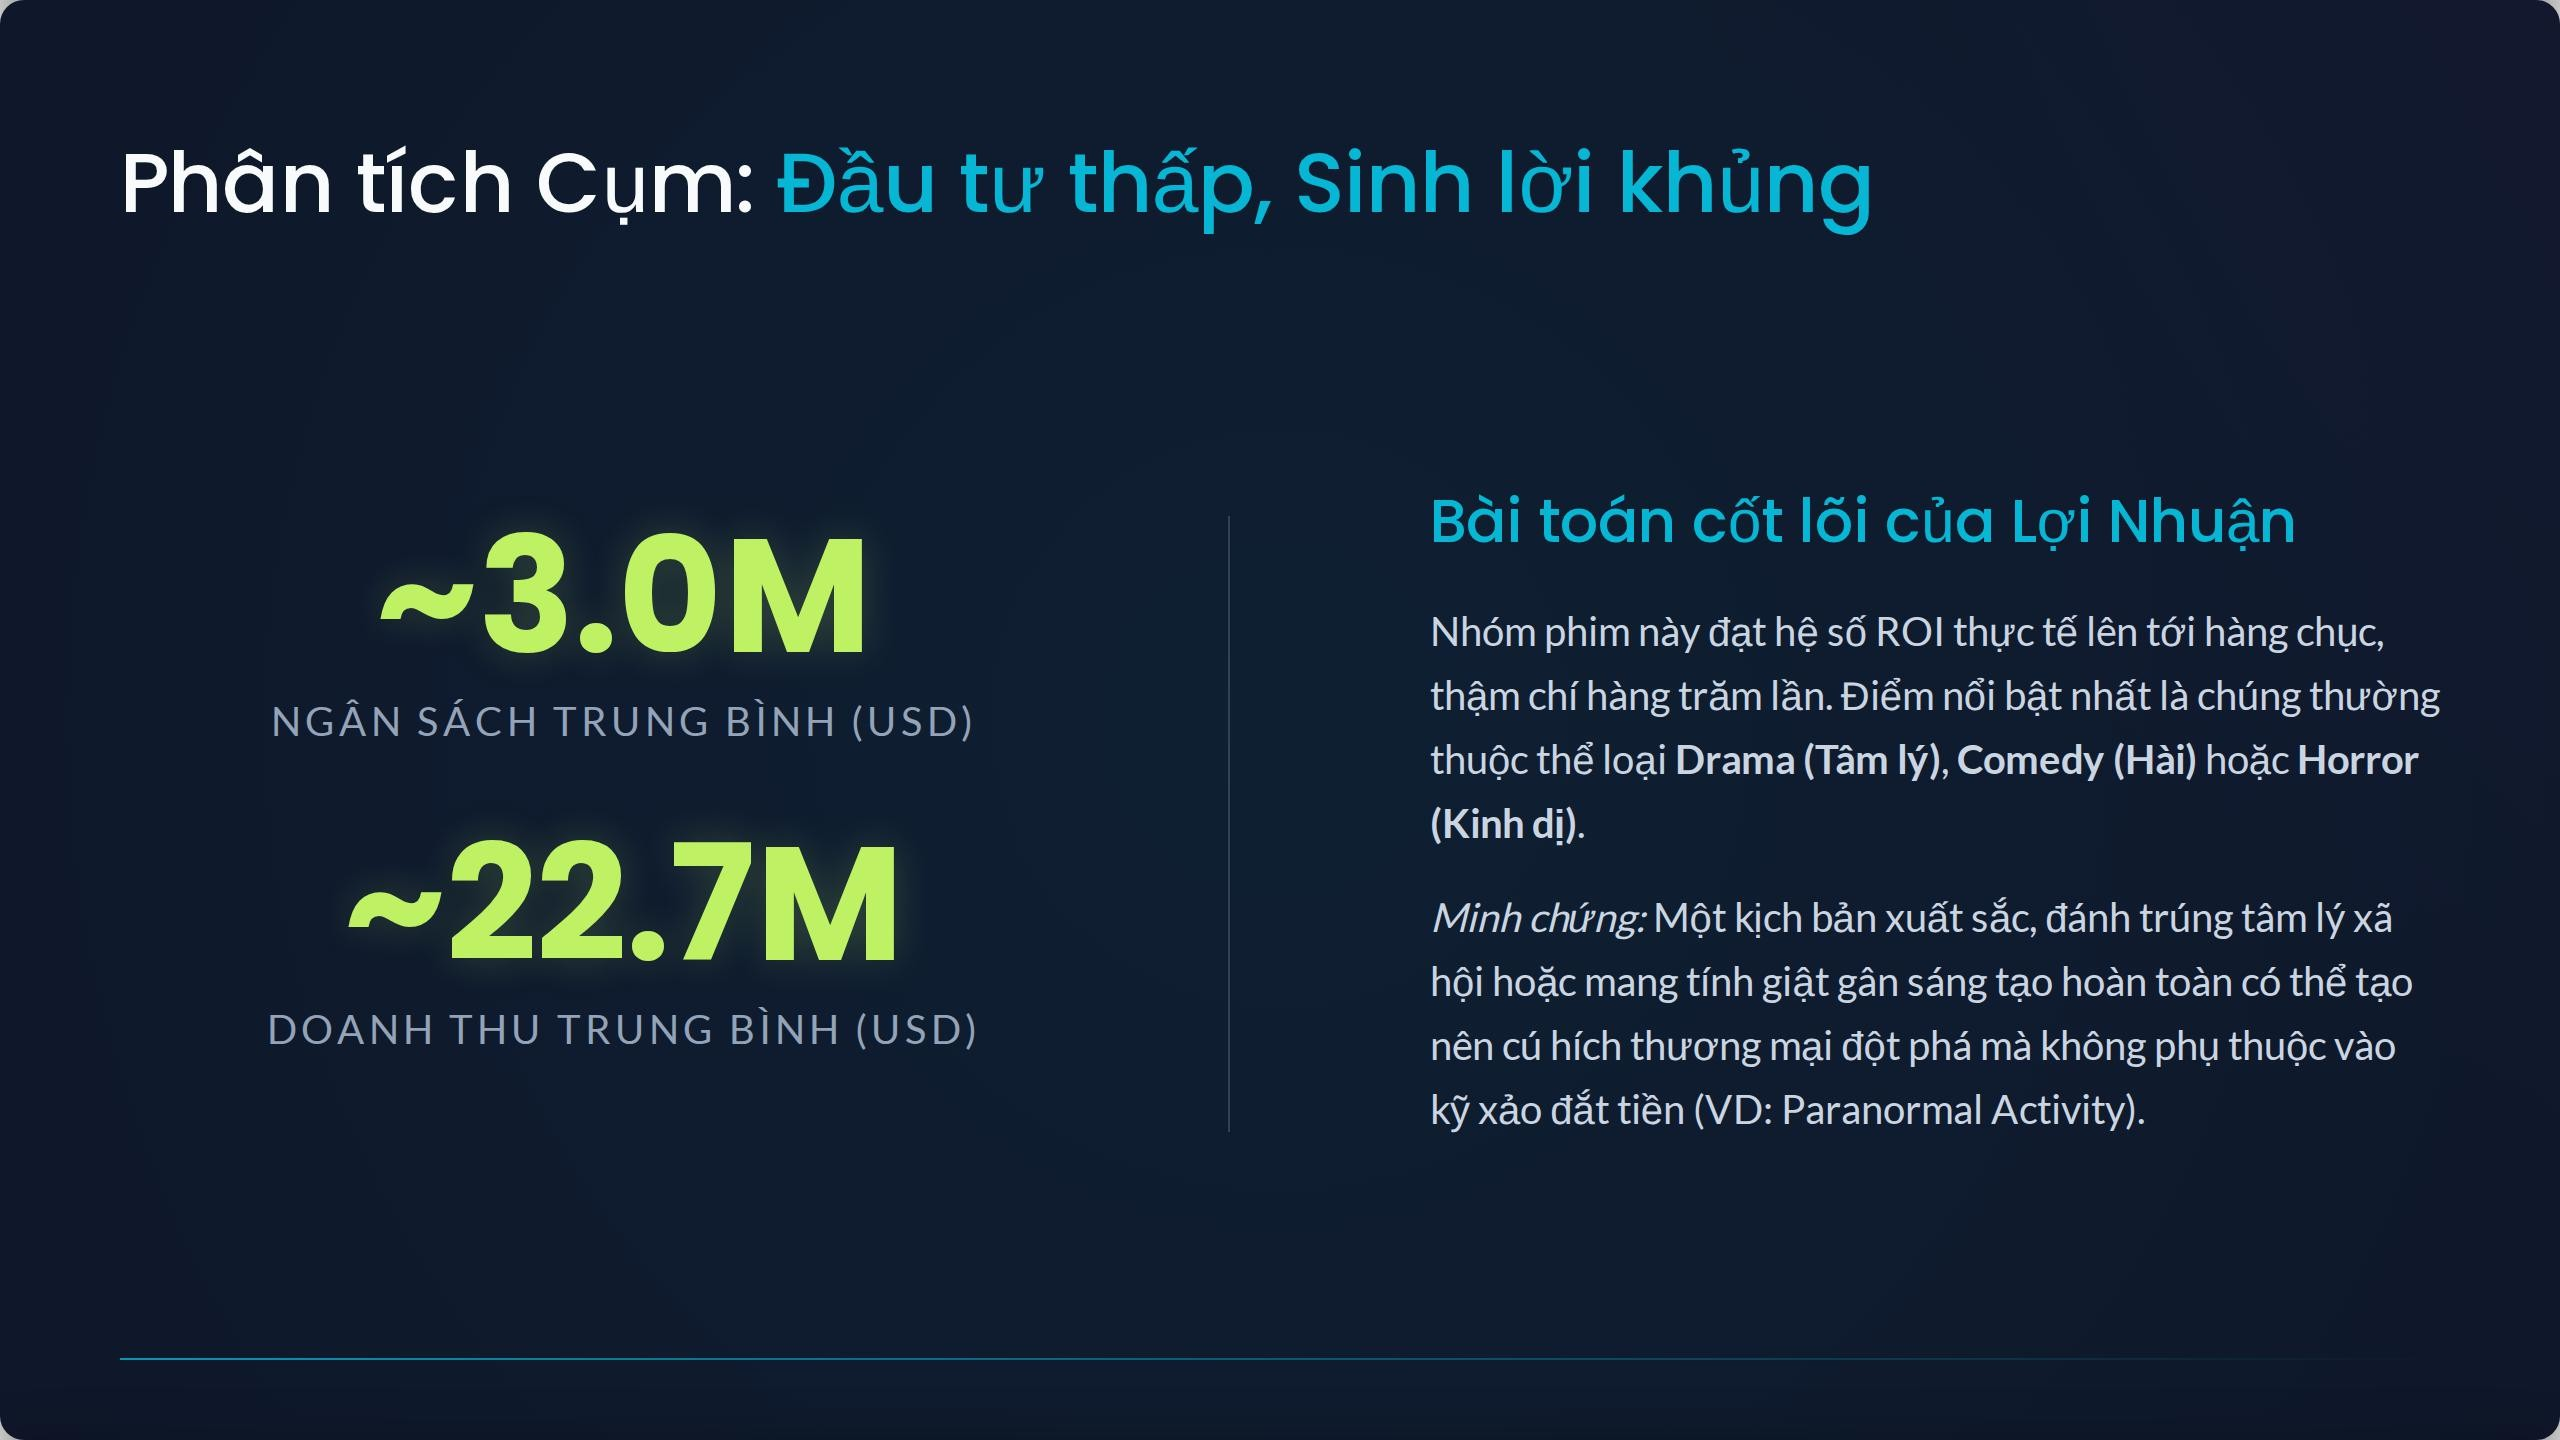 Phân tích Cụm: Đầu tư thấp, Sinh lời khủng
~3.0M
NGÂN SÁCH TRUNG BÌNH (USD)
~22.7M
DOANH THU TRUNG BÌNH (USD)
Bài toán cốt lõi của Lợi Nhuận
Nhóm phim này đạt hệ số ROI thực tế lên tới hàng chục,
thậm chí hàng trăm lần. Điểm nổi bật nhất là chúng thường
thuộc thể loại Drama (Tâm lý), Comedy (Hài) hoặc Horror
(Kinh dị).
Minh chứng: Một kịch bản xuất sắc, đánh trúng tâm lý xã
hội hoặc mang tính giật gân sáng tạo hoàn toàn có thể tạo
nên cú hích thương mại đột phá mà không phụ thuộc vào
kỹ xảo đắt tiền (VD: Paranormal Activity).